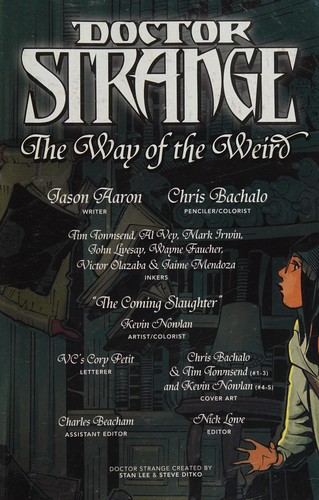 DOCTOR
STRANGE
The Way of the Weird
Jason Aaron
WRITER
Chris Bachalo
PENCILER/COLORIST
Tim Townsend, Al Vey, Mark Irwin,
John Livesay, Wayne Faucher,
Victor Olazaba & Jaime Mendoza
INKERS
"The Coming Slaughter"
Kevin Nowlan
ARTIST/COLORIST
VC's Cory Petit
LETTERER
Chris Bachalo
& Tim Townsend (#1-3)
and Kevin Nowlan (#4-5)
COVER ART
Charles Beacham
ASSISTANT EDITOR
Nick Lowe
EDITOR
DOCTOR STRANGE CREATED BY
STAN LEE & STEVE DITKO